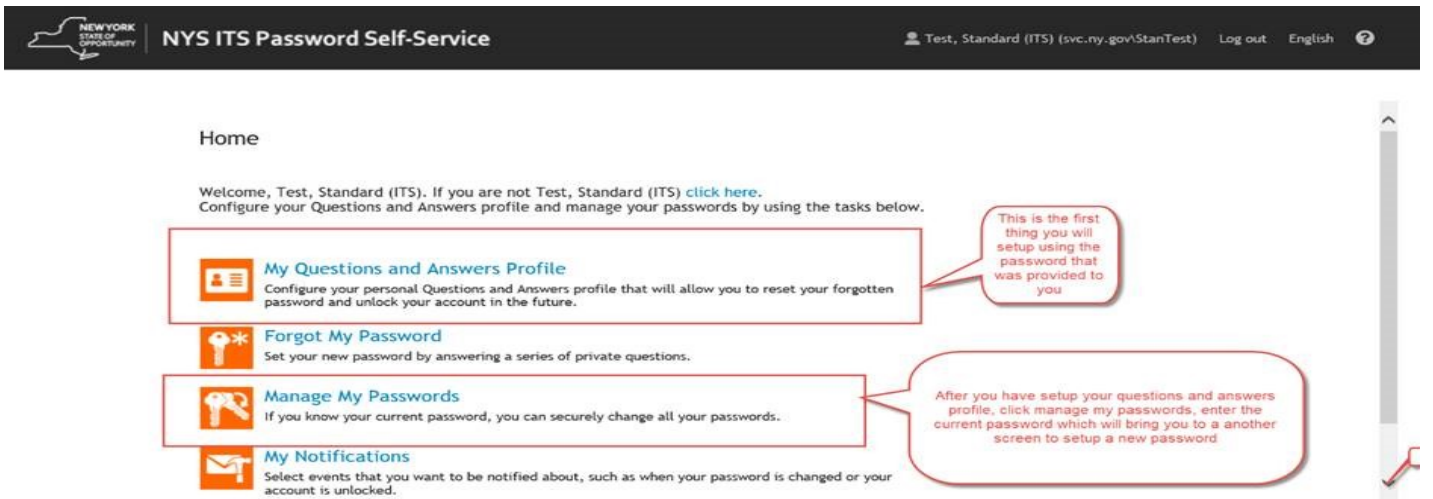 NEW YORK
STATE OF
OPPORTUNITY
NYS ITS Password Self-Service
Test, Standard (ITS) (svc.ny.gov\StanTest) Log out English ?
Home
Welcome, Test, Standard (ITS). If you are not Test, Standard (ITS) click here.
Configure your Questions and Answers profile and manage your passwords by using the tasks below.
This is the first
thing you will
setup using the
password that
was provided to
you
My Questions and Answers Profile
Configure your personal Questions and Answers profile that will allow you to reset your forgotten
password and unlock your account in the future.
Forgot My Password
Set your new password by answering a series of private questions.
Manage My Passwords
If you know your current password, you can securely change all your passwords.
After you have setup your questions and answers
profile, click manage my passwords, enter the
current password which will bring you to a another
screen to setup a new password
My Notifications
Select events that you want to be notified about, such as when your password is changed or your
account is unlocked.